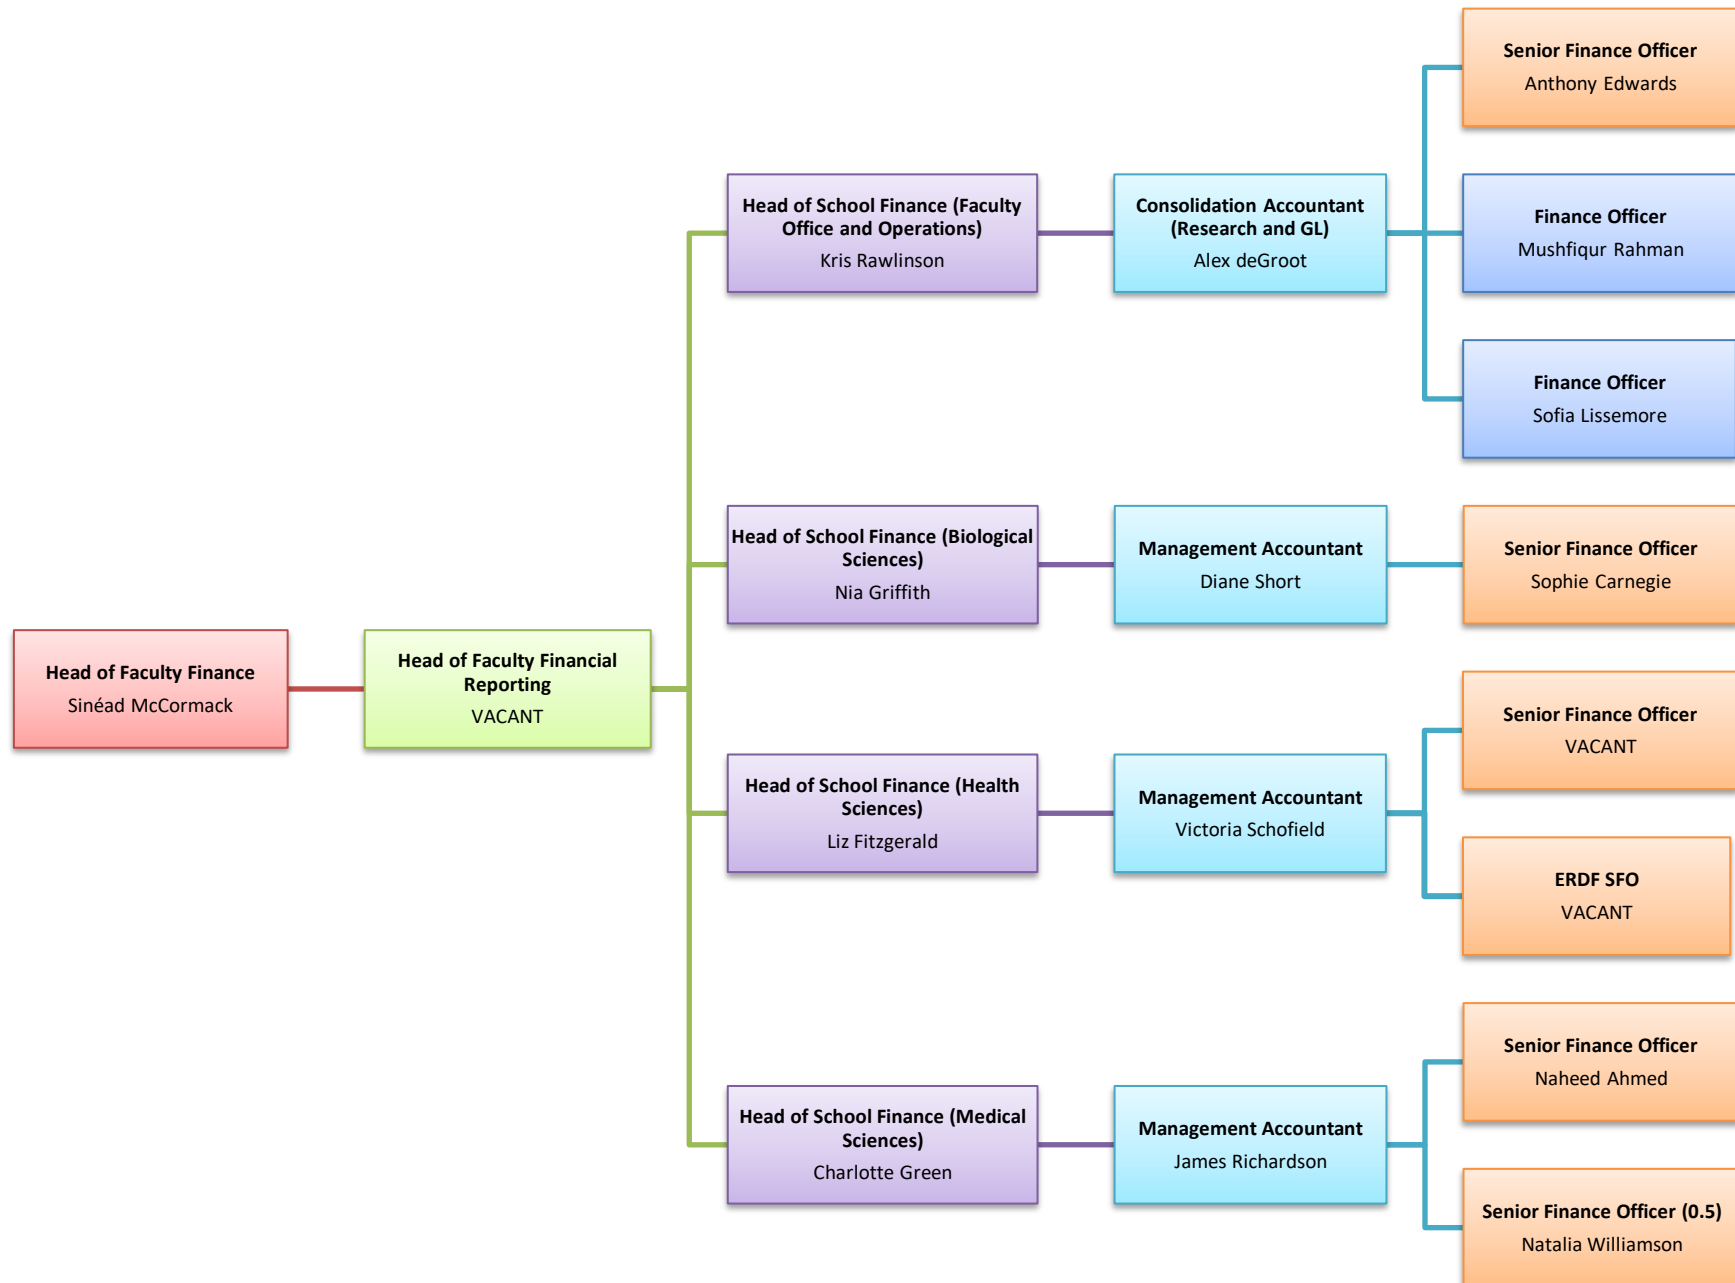 Head of Faculty Finance
Sinéad McCormack
Head of Faculty Financial
Reporting
VACANT
Head of School Finance (Faculty
Office and Operations)
Kris Rawlinson
Consolidation Accountant
(Research and GL)
Alex deGroot
Senior Finance Officer
Anthony Edwards
Finance Officer
Mushfiqur Rahman
Finance Officer
Sofia Lissemore
Head of School Finance (Biological
Sciences)
Nia Griffith
Management Accountant
Diane Short
Senior Finance Officer
Sophie Carnegie
Head of School Finance (Health
Sciences)
Liz Fitzgerald
Management Accountant
Victoria Schofield
Senior Finance Officer
VACANT
ERDF SFO
VACANT
Head of School Finance (Medical
Sciences)
Charlotte Green
Management Accountant
James Richardson
Senior Finance Officer
Naheed Ahmed
Senior Finance Officer (0.5)
Natalia Williamson